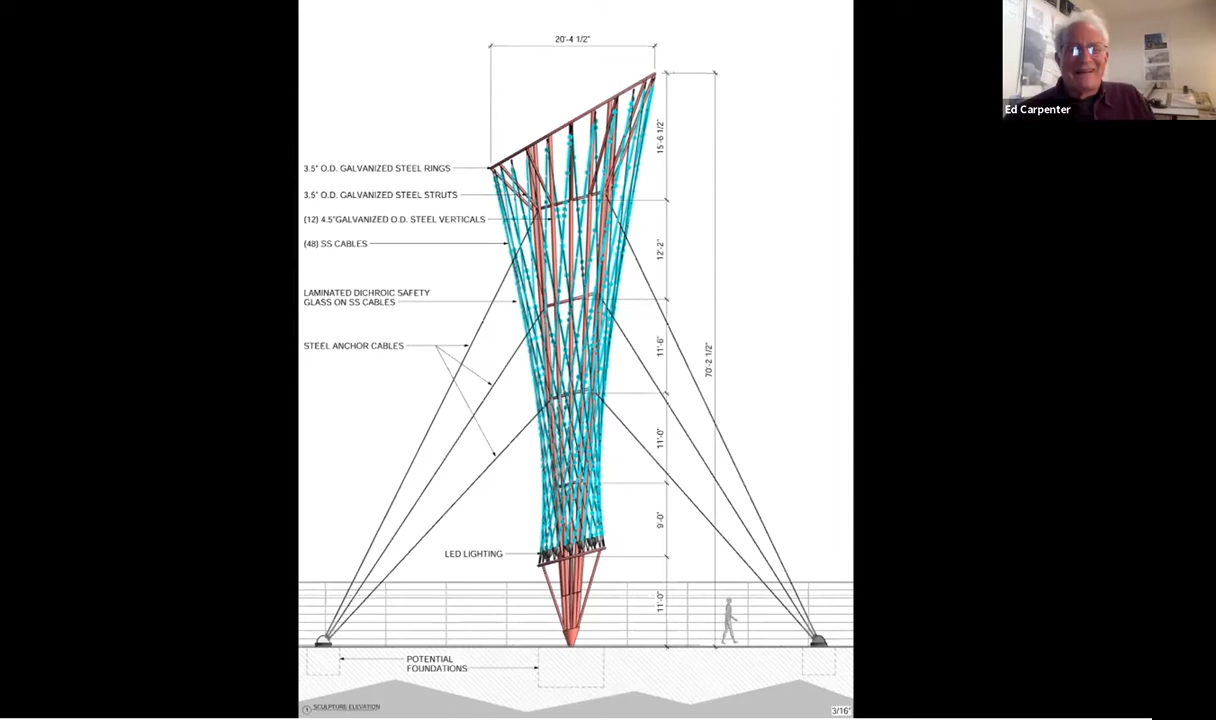 20'-4 1/2"
Ed Carpenter
15'-6 1/2"
3.5" O.D. GALVANIZED STEEL RINGS
3.5" O.D. GALVANIZED STEEL STRUTS
(12) 4.5"GALVANIZED O.D. STEEL VERTICALS
(48) SS CABLES
12'-2"
LAMINATED DICHROIC SAFETY
GLASS ON SS CABLES
STEEL ANCHOR CABLES
11'-6"
70'-2 1/2"
11'-0"
9'-0"
LED LIGHTING
11'-0"
POTENTIAL
FOUNDATIONS
1 SCULPTURE ELEVATION
3/16"